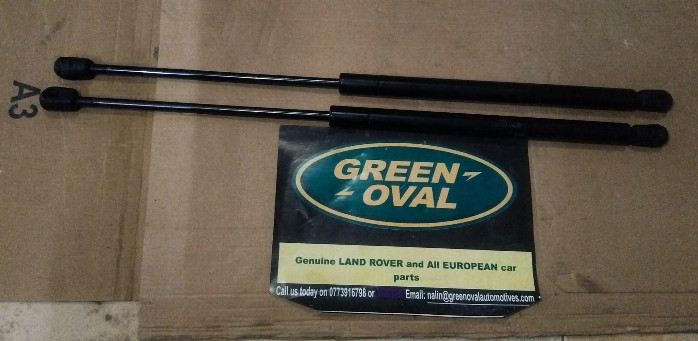 A3
GREEN-
- OVAL
Genuine LAND ROVER and All EUROPEAN car
parts
Call us today on 0773916798 or Email: nalin@greenovalautomotives.com